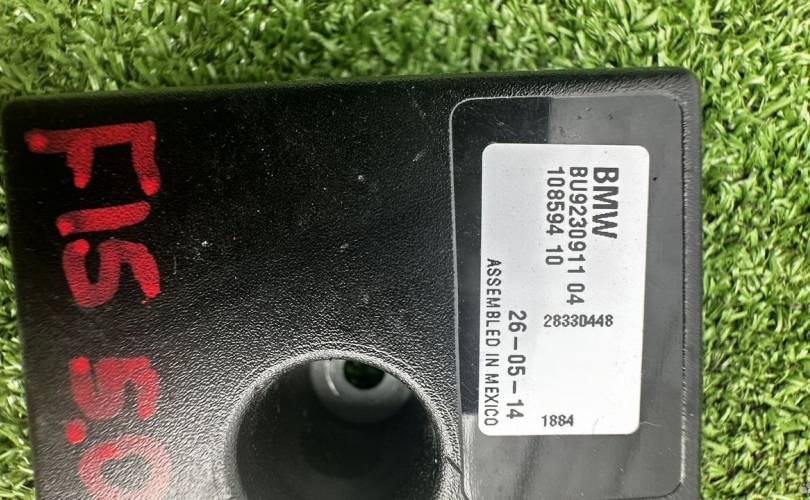 F15 5.0
BMW
BU9230911 04
108594 10
28330448
26-05-14
1884
ASSEMBLED IN MEXICO